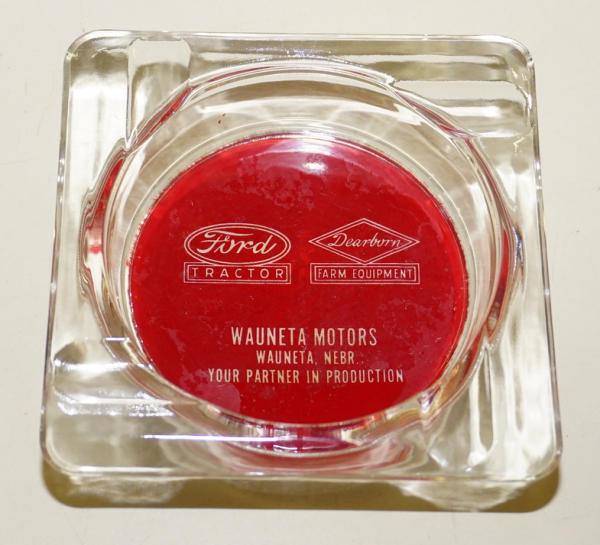 Ford Dearborn
TRACTOR FARM EQUIPMENT
WAUNETA MOTORS
WAUNETA, NEBR.
YOUR PARTNER IN PRODUCTION